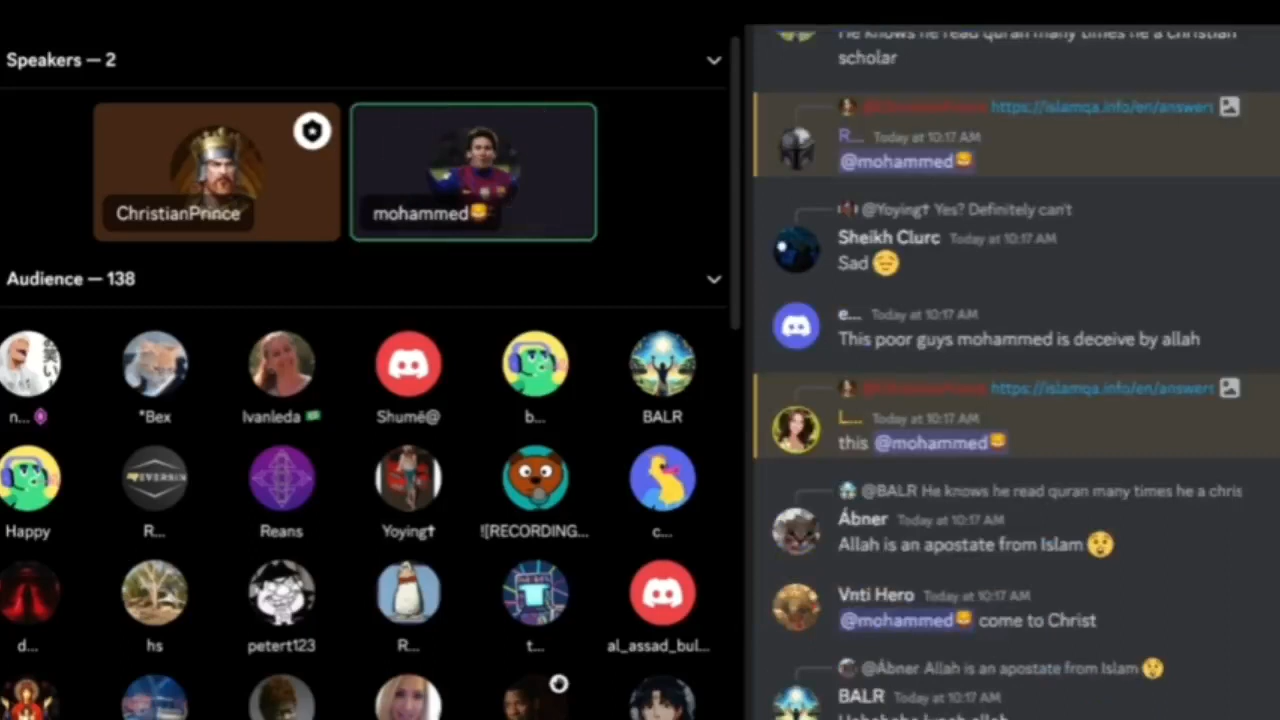 Speakers — 2
ChristianPrince
mohammed
Audience — 138
n...
*Bex
Ivanleda
Shumë@
b...
BALR
Happy
R...
Reans
Yoying†
![RECORDING...
c...
d...
hs
petert123
R...
t...
al_assad_bul...
He knows he read quran many times he a christian
scholar
https://islamqa.info/en/answers
R... Today at 10:17 AM
@mohammed
@Yoying† Yes? Definitely can't
Sheikh Clurc Today at 10:17 AM
Sad
e... Today at 10:17 AM
This poor guys mohammed is deceive by allah
https://islamqa.info/en/answers
L... Today at 10:17 AM
this @mohammed
@BALR He knows he read quran many times he a chris
Ábner Today at 10:17 AM
Allah is an apostate from Islam
Vnti Hero Today at 10:17 AM
@mohammed come to Christ
@Ábner Allah is an apostate from Islam
BALR Today at 10:17 AM